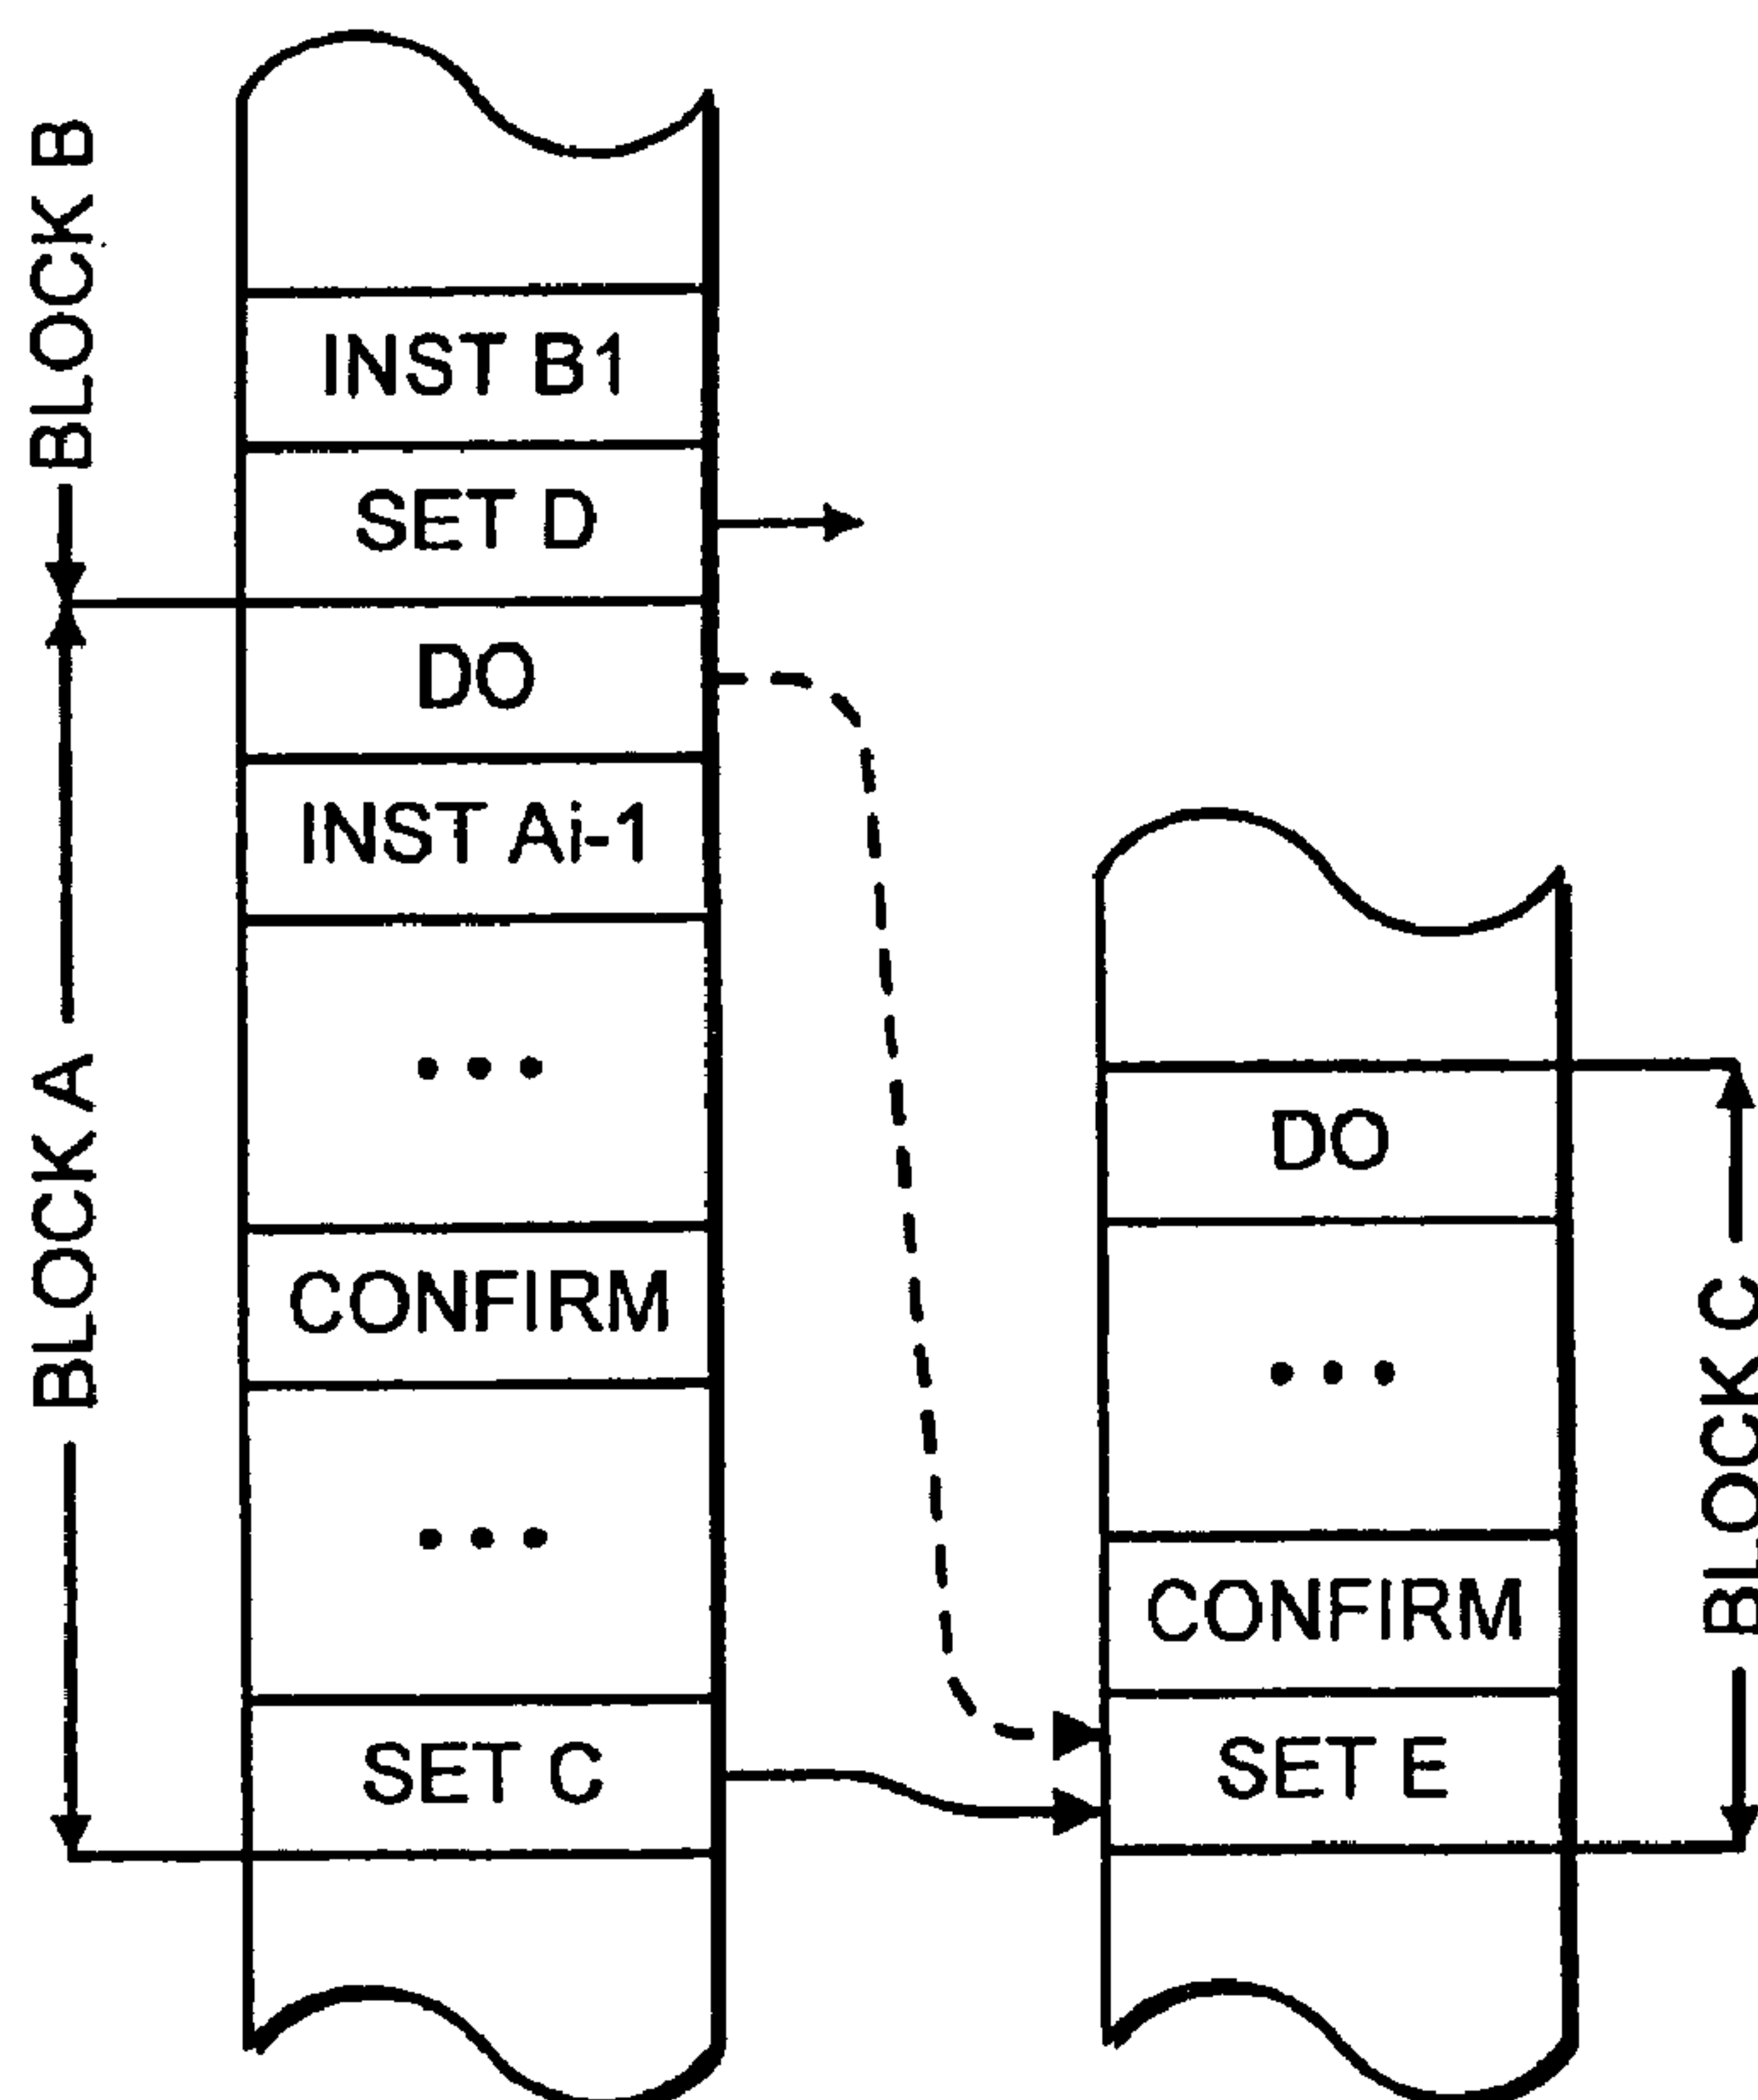 BLOCK B
INST B1
SET D
DO
INST Ai-1
...
CONFIRM
...
SET C
BLOCK A
DO
...
CONFIRM
SET E
BLOCK C